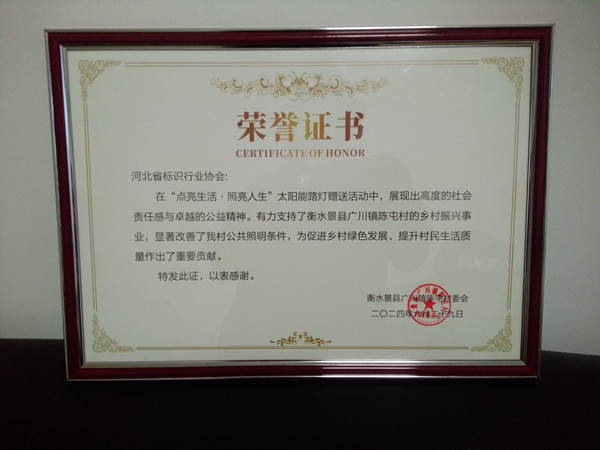 荣誉证书
CERTIFICATE OF HONOR
河北省标识行业协会:
在“点亮生活·照亮人生”太阳能路灯赠送活动中，展现出高度的社会
责任感与卓越的公益精神。有力支持了衡水景县广川镇陈屯村的乡村振兴事
业，显著改善了我村公共照明条件，为促进乡村绿色发展、提升村民生活质
量作出了重要贡献。
特发此证，以表感谢。
衡水景县广川镇陈屯村委会
二〇二四年六月二十九日